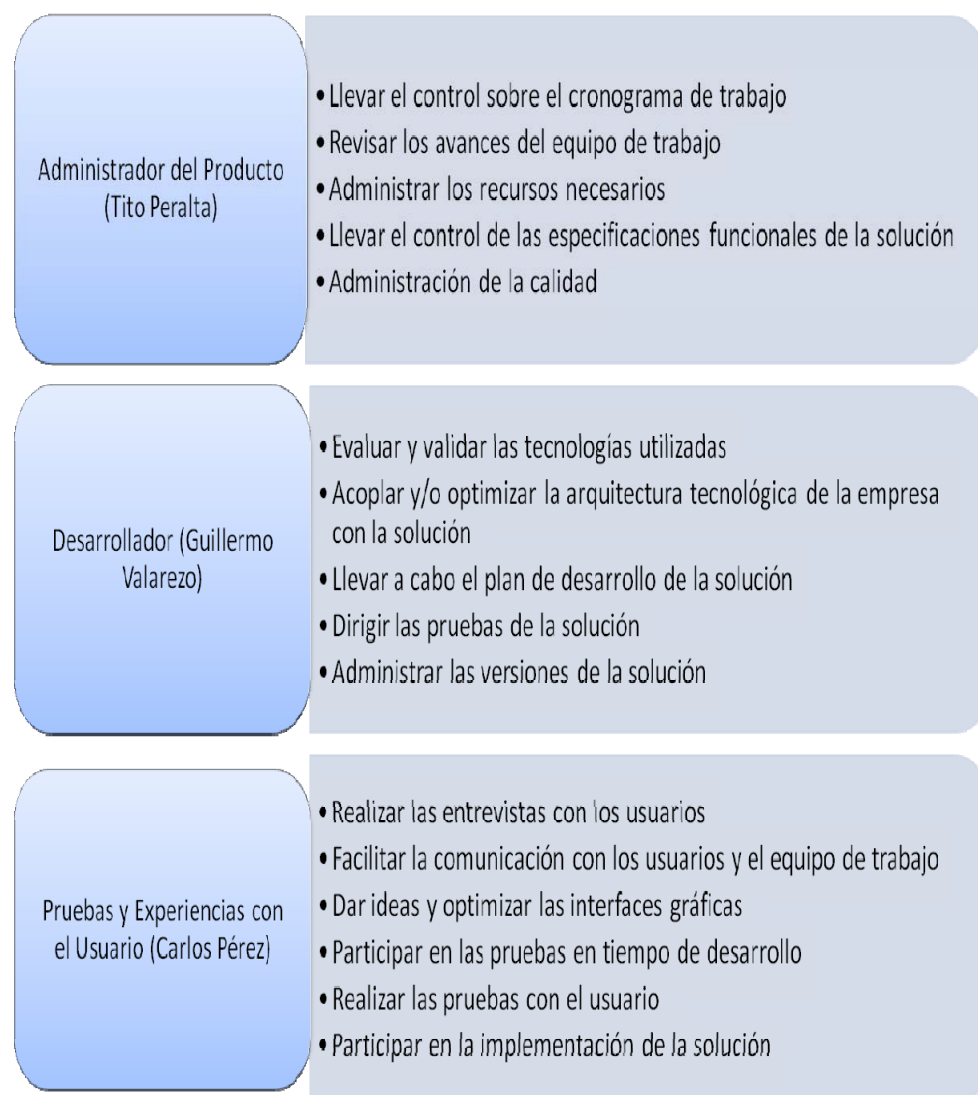 Administrador del Producto
(Tito Peralta)
• Llevar el control sobre el cronograma de trabajo
• Revisar los avances del equipo de trabajo
• Administrar los recursos necesarios
• Llevar el control de las especificaciones funcionales de la solución
• Administración de la calidad
Desarrollador (Guillermo
Valarezo)
• Evaluar y validar las tecnologías utilizadas
• Acoplar y/o optimizar la arquitectura tecnológica de la empresa
con la solución
• Llevar a cabo el plan de desarrollo de la solución
• Dirigir las pruebas de la solución
• Administrar las versiones de la solución
Pruebas y Experiencias con
el Usuario (Carlos Pérez)
• Realizar las entrevistas con los usuarios
• Facilitar la comunicación con los usuarios y el equipo de trabajo
• Dar ideas y optimizar las interfaces gráficas
• Participar en las pruebas en tiempo de desarrollo
• Realizar las pruebas con el usuario
• Participar en la implementación de la solución